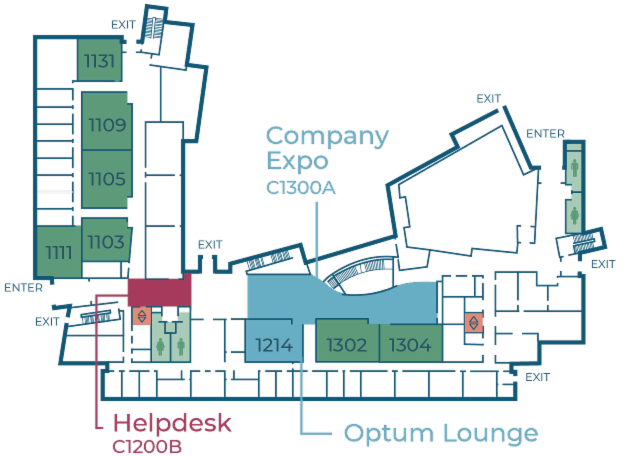 EXIT
1131
EXIT
1109
Company
Expo
C1300A
ENTER
1105
1103
1111
EXIT
EXIT
ENTER
EXIT
1214
1302
1304
EXIT
Helpdesk
C1200B
Optum Lounge